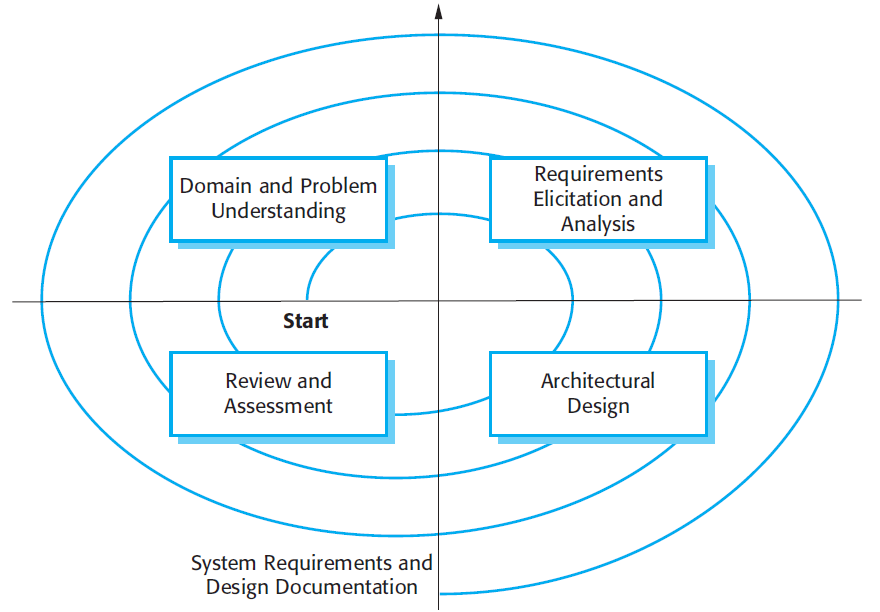 Domain and Problem
Understanding
Requirements
Elicitation and
Analysis
Start
Review and
Assessment
Architectural
Design
System Requirements and
Design Documentation